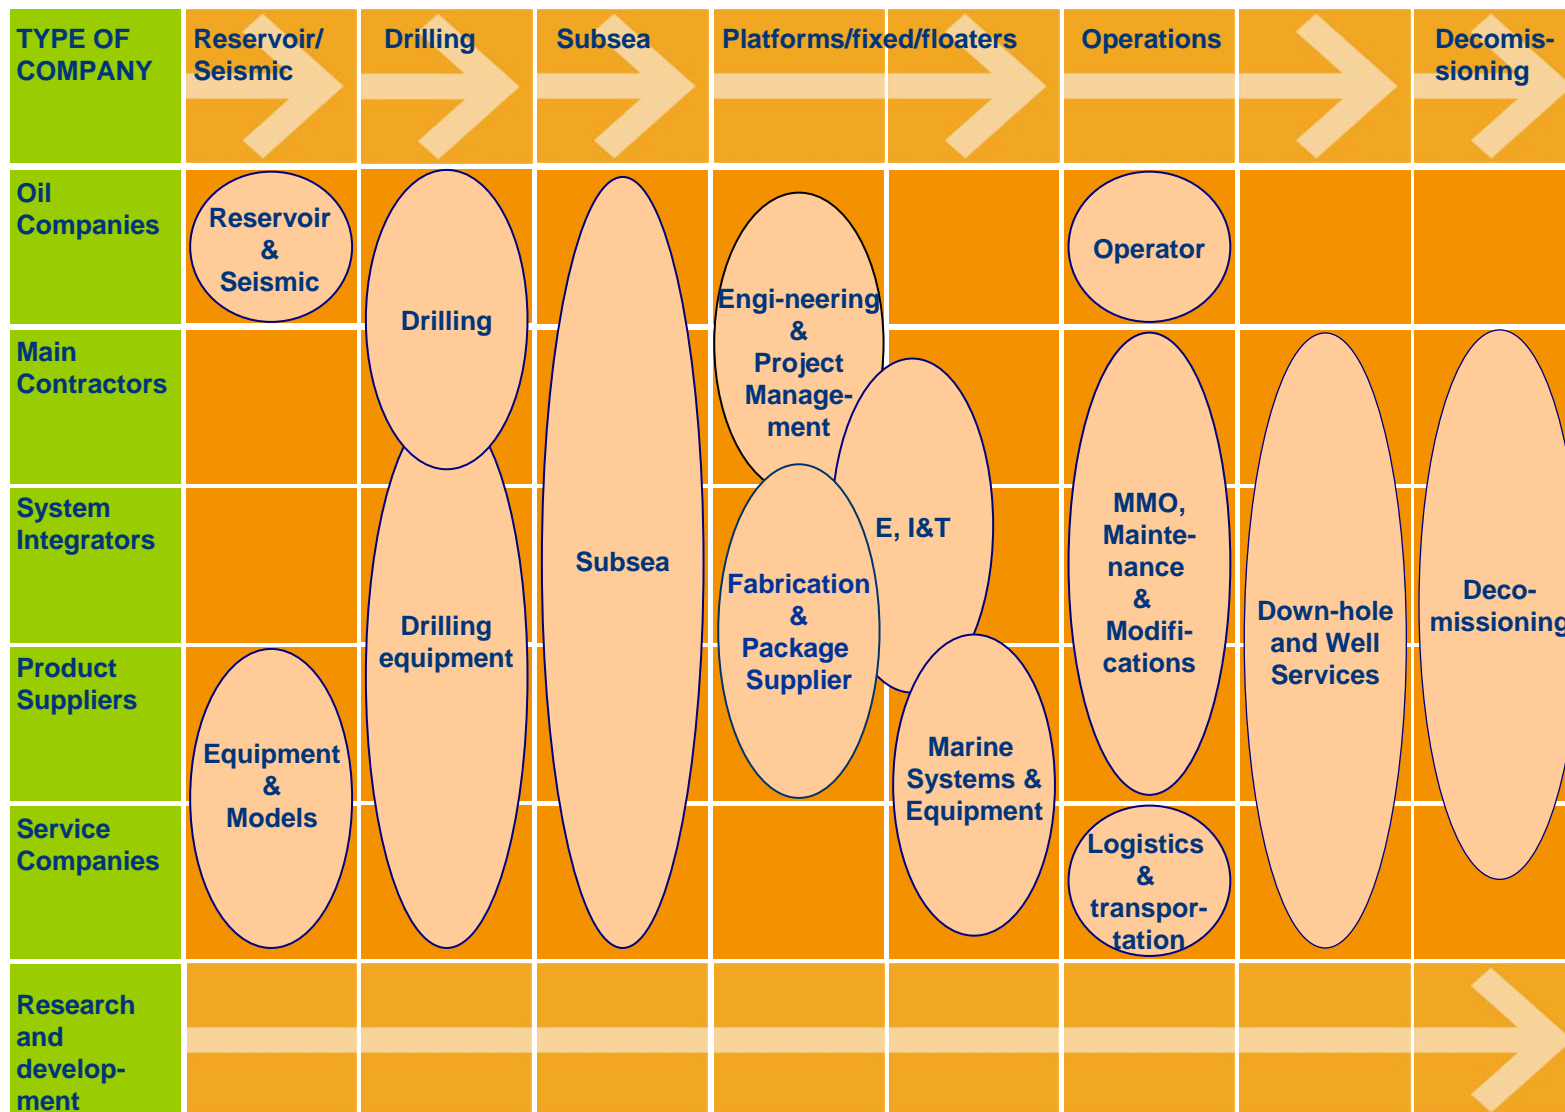 TYPE OF
COMPANY
Reservoir/
Seismic
Drilling
Subsea
Platforms/fixed/floaters
Operations
Decomis-
sioning
Oil
Companies
Reservoir
&
Seismic
Drilling
Engi-neering
&
Project
Manage-
ment
Operator
Main
Contractors
System
Integrators
Subsea
E, I&T
MMO,
Mainte-
nance
&
Modifi-
cations
Fabrication
&
Package
Supplier
Drilling
equipment
Down-hole
and Well
Services
Deco-
missioning
Product
Suppliers
Equipment
&
Models
Marine
Systems &
Equipment
Service
Companies
Logistics
&
transpor-
tation
Research
and
develop-
ment